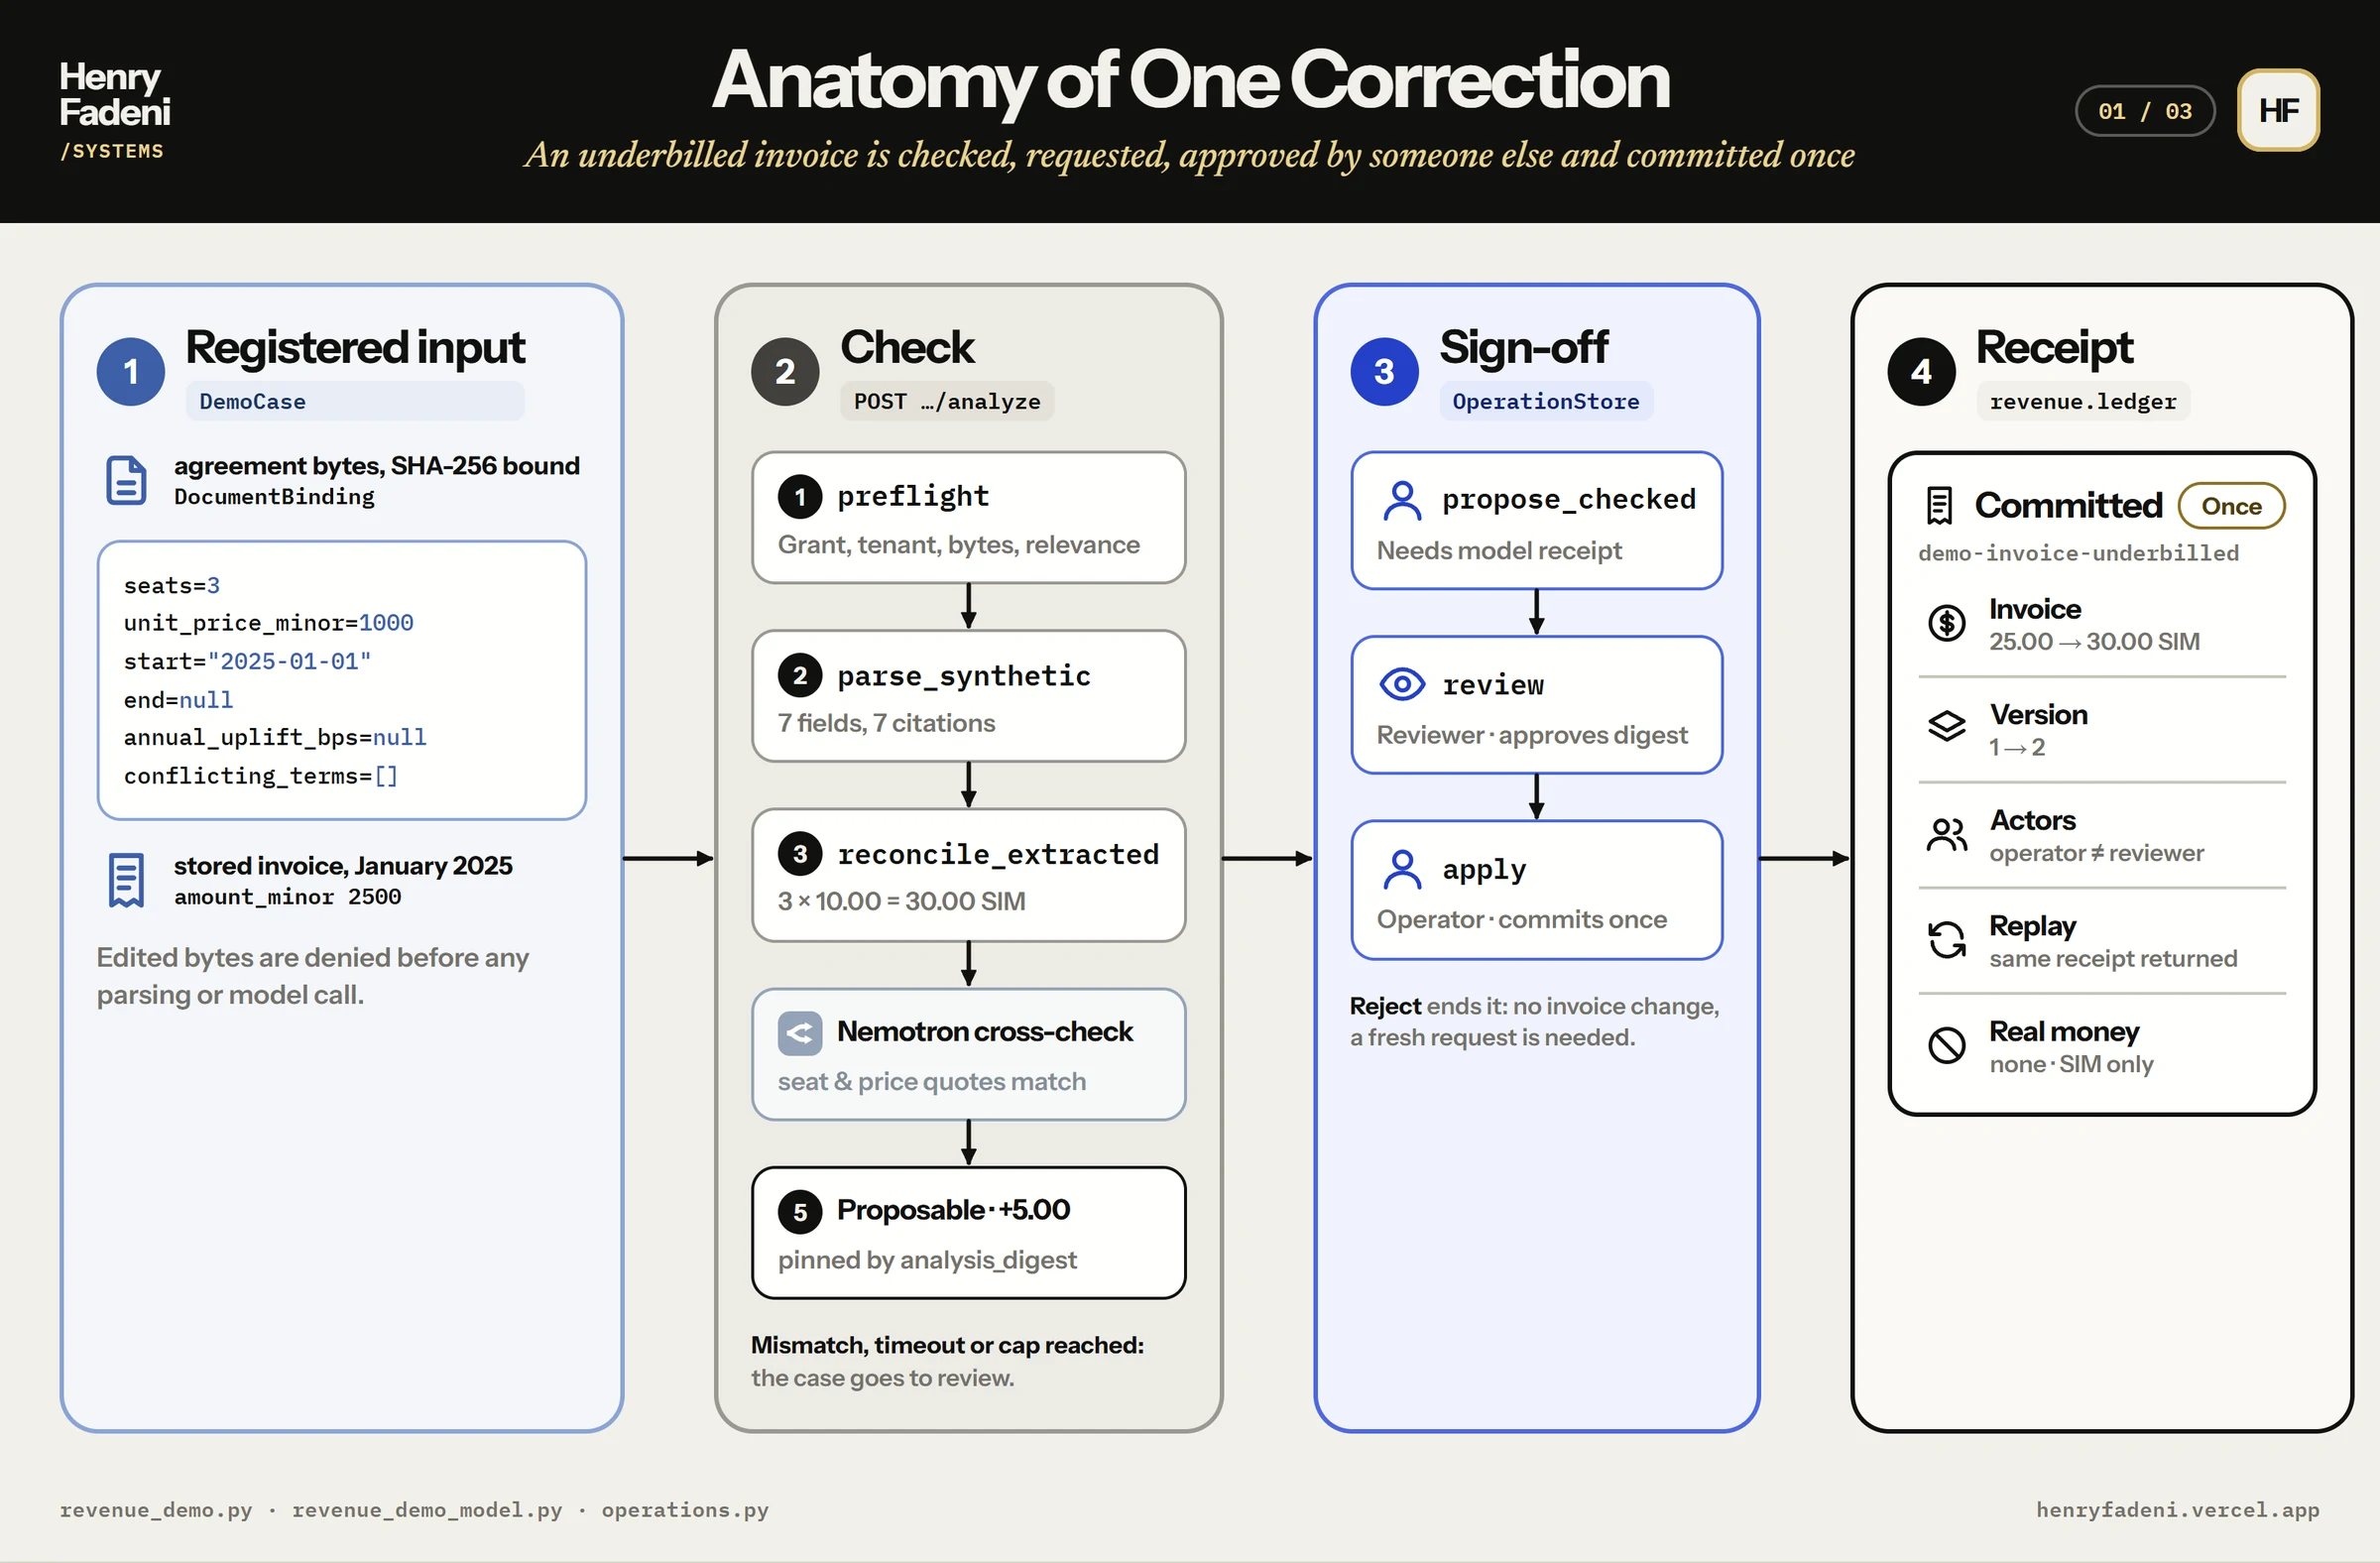 Henry
Fadeni
/SYSTEMS
Anatomy of One Correction
An underbilled invoice is checked, requested, approved by someone else and committed once
01 / 03
HF
1
Registered input
DemoCase
agreement bytes, SHA-256 bound
DocumentBinding
seats=3
unit_price_minor=1000
start="2025-01-01"
end=null
annual_uplift_bps=null
conflicting_terms=[]
stored invoice, January 2025
amount_minor 2500
Edited bytes are denied before any
parsing or model call.
2
Check
POST …/analyze
1 preflight
Grant, tenant, bytes, relevance
2 parse_synthetic
7 fields, 7 citations
3 reconcile_extracted
3 × 10.00 = 30.00 SIM
Nemotron cross-check
seat & price quotes match
5 Proposable · +5.00
pinned by analysis_digest
Mismatch, timeout or cap reached:
the case goes to review.
3
Sign-off
OperationStore
propose_checked
Needs model receipt
review
Reviewer · approves digest
apply
Operator · commits once
Reject ends it: no invoice change,
a fresh request is needed.
4
Receipt
revenue.ledger
Committed Once
demo-invoice-underbilled
Invoice
25.00 → 30.00 SIM
Version
1 → 2
Actors
operator ≠ reviewer
Replay
same receipt returned
Real money
none · SIM only
revenue_demo.py · revenue_demo_model.py · operations.py
henryfadeni.vercel.app